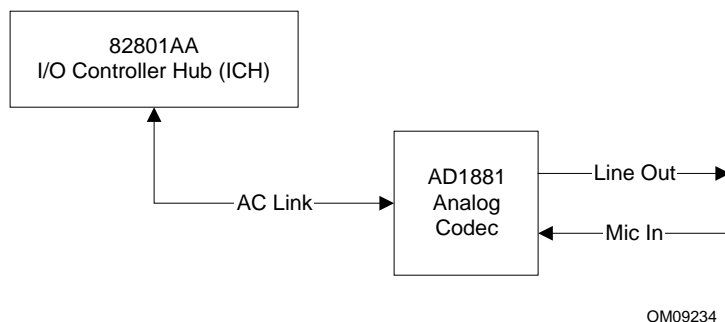 82801AA
I/O Controller Hub (ICH)
AC Link
AD1881
Analog
Codec
Line Out
Mic In
OM09234